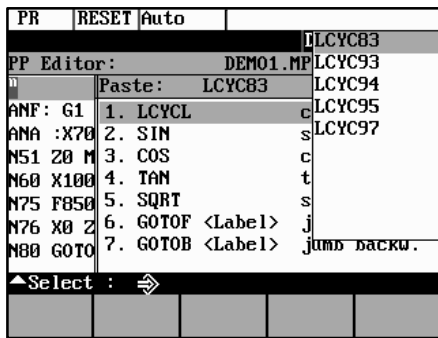 PR RESET Auto
LCYC83
PP Editor: DEMO1.MP LCYC93
Paste: LCYC83 LCYC94
ANF: G1 1. LCYCL c LCYC95
ANA :X70 2. SIN s LCYC97
N51 Z0 M 3. COS c
N60 X100 4. TAN t
N75 F850 5. SQRT s
N76 X0 Z 6. GOTOF <Label> j
N80 GOTO 7. GOTOB <Label> jump backw.
Select :